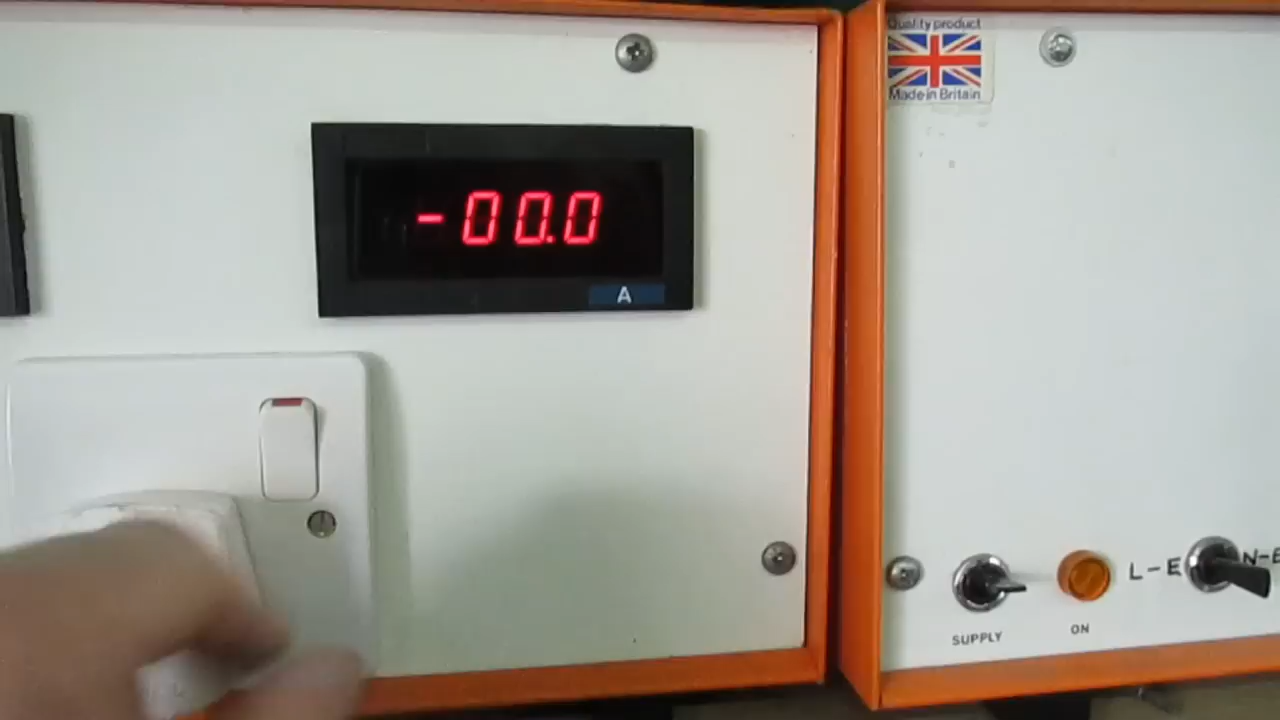 -00.0
A
Quality product
Made in Britain
SUPPLY
ON
L-E
N-E